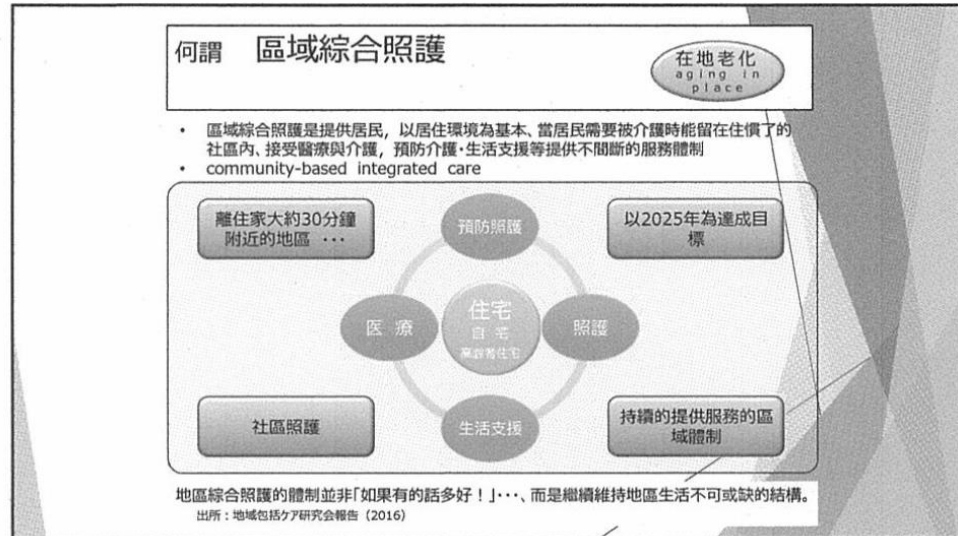 何謂 區域綜合照護
在地老化
aging in
place
• 區域綜合照護是提供居民，以居住環境為基本、當居民需要被介護時能留在住慣了的
社區內、接受醫療與介護，預防介護·生活支援等提供不間斷的服務體制
• community-based integrated care
離住家大約30分鐘
附近的地區 ···
預防照護
以2025年為達成目
標
医 療
住宅
自 宅
高齢者住宅
照護
社區照護
生活支援
持續的提供服務的區
域體制
地區綜合照護的體制並非「如果有的話多好！」···、而是繼續維持地區生活不可或缺的結構。
出所：地域包括ケア研究会報告（2016）